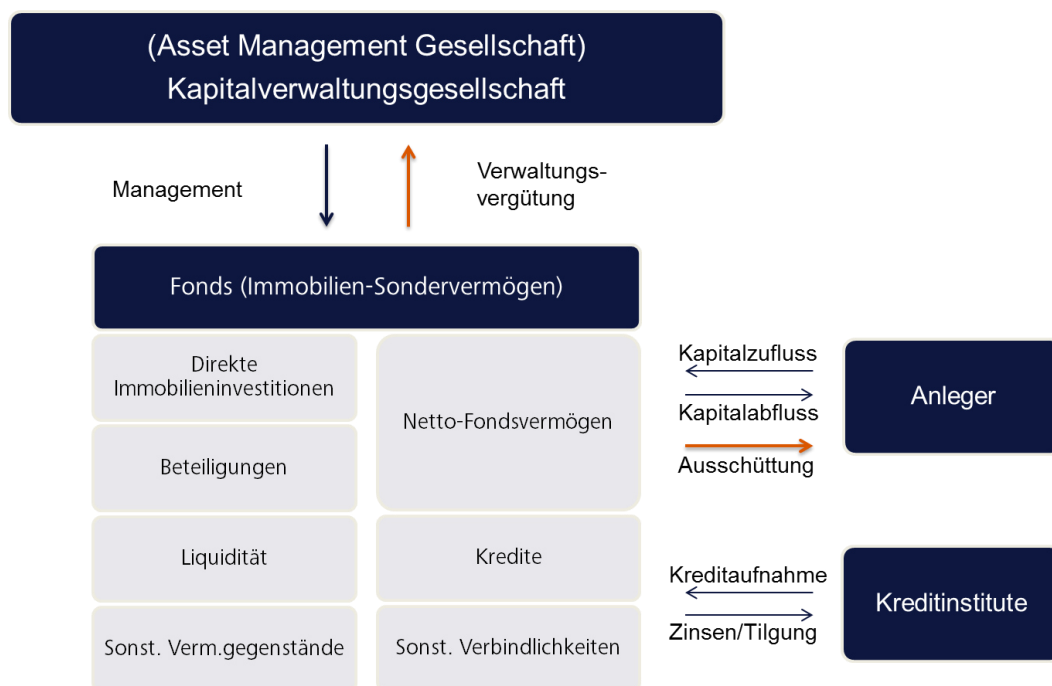 (Asset Management Gesellschaft)
Kapitalverwaltungsgesellschaft
Management
Verwaltungs-
vergütung
Fonds (Immobilien-Sondervermögen)
Direkte
Immobilieninvestitionen
Beteiligungen
Liquidität
Sonst. Verm.gegenstände
Netto-Fondsvermögen
Kredite
Sonst. Verbindlichkeiten
Kapitalzufluss
Kapitalabfluss
Ausschüttung
Anleger
Kreditaufnahme
Zinsen/Tilgung
Kreditinstitute